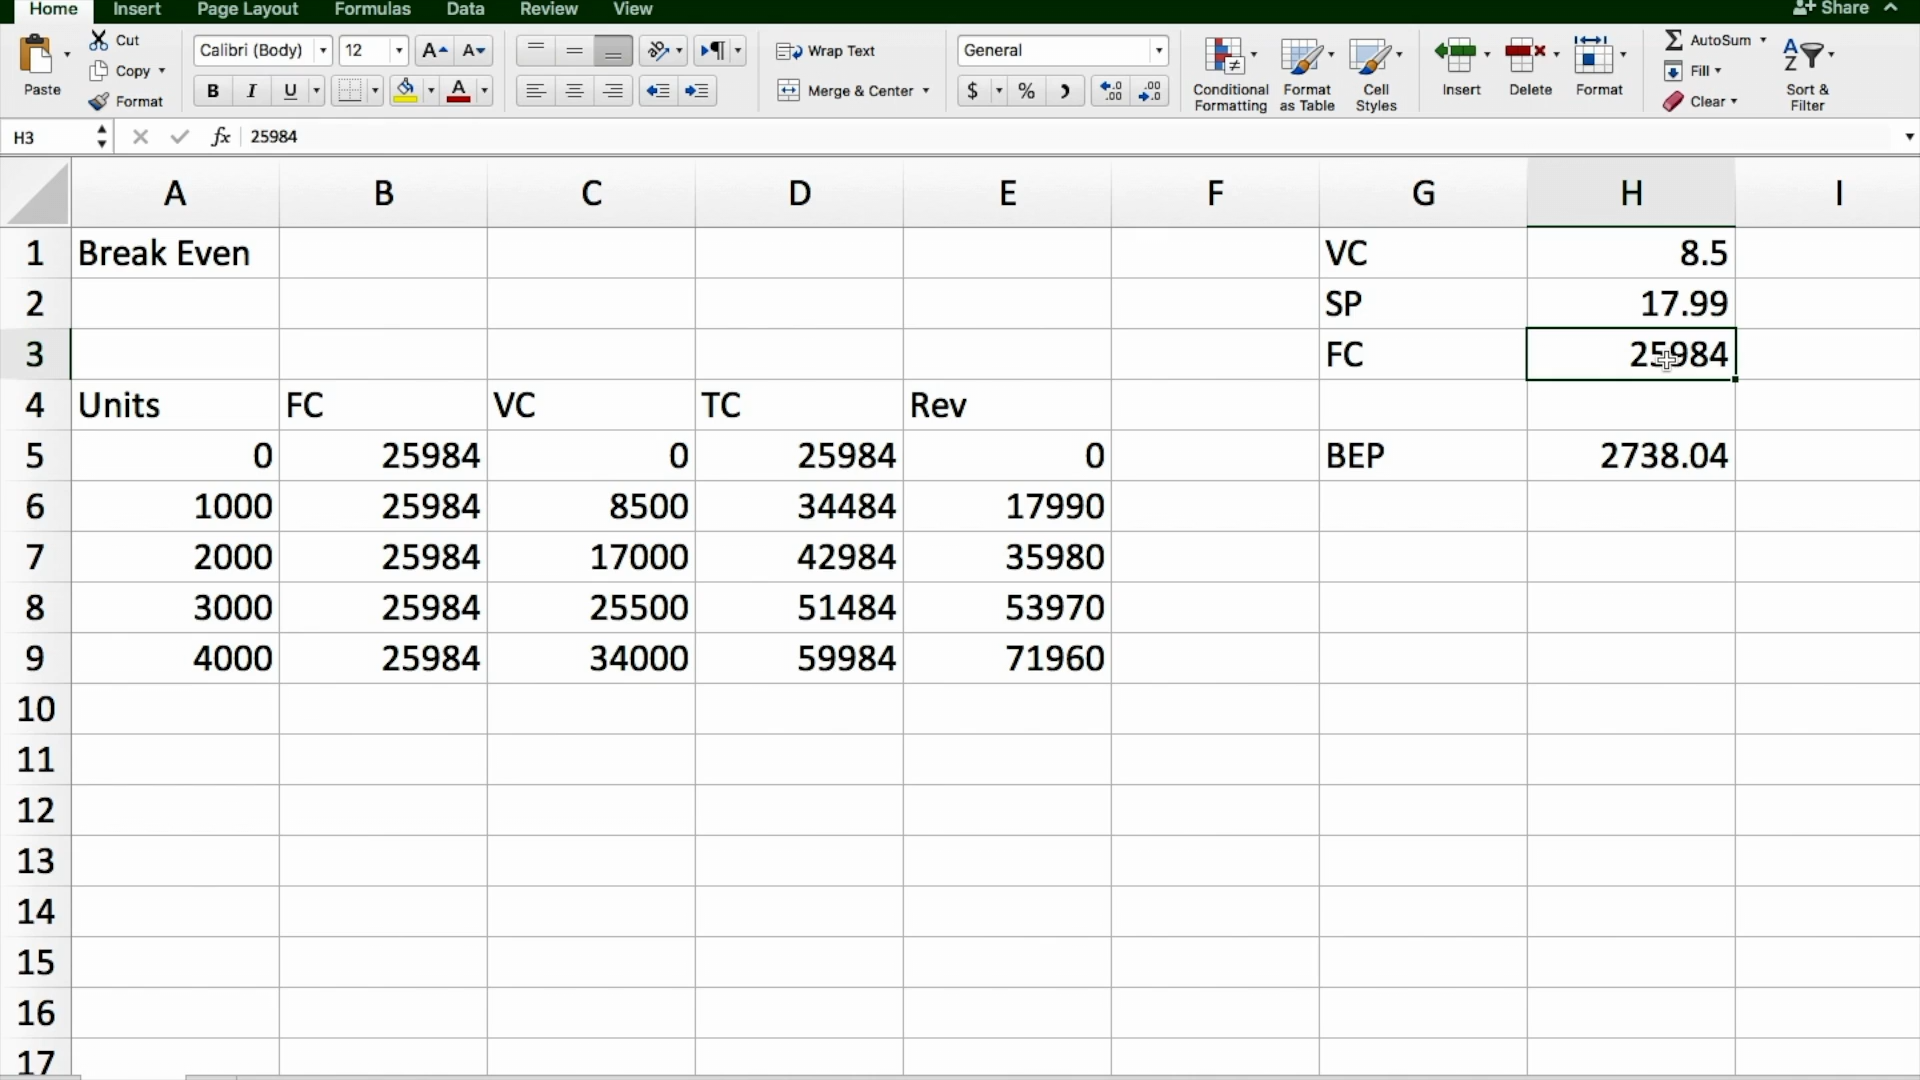 Home Insert Page Layout Formulas Data Review View Share
Paste Cut Copy Format
Calibri (Body) 12 A A
B I U A
Wrap Text
Merge & Center
General
$ % .00 .0
Conditional Formatting
Format as Table
Cell Styles
Insert Delete Format
AutoSum
Fill
Clear
Sort & Filter
H3 fx 25984
A B C D E F G H I
1 Break Even VC 8.5
2 SP 17.99
3 FC 25984
4 Units FC VC TC Rev
5 0 25984 0 25984 0 BEP 2738.04
6 1000 25984 8500 34484 17990
7 2000 25984 17000 42984 35980
8 3000 25984 25500 51484 53970
9 4000 25984 34000 59984 71960
10
11
12
13
14
15
16
17